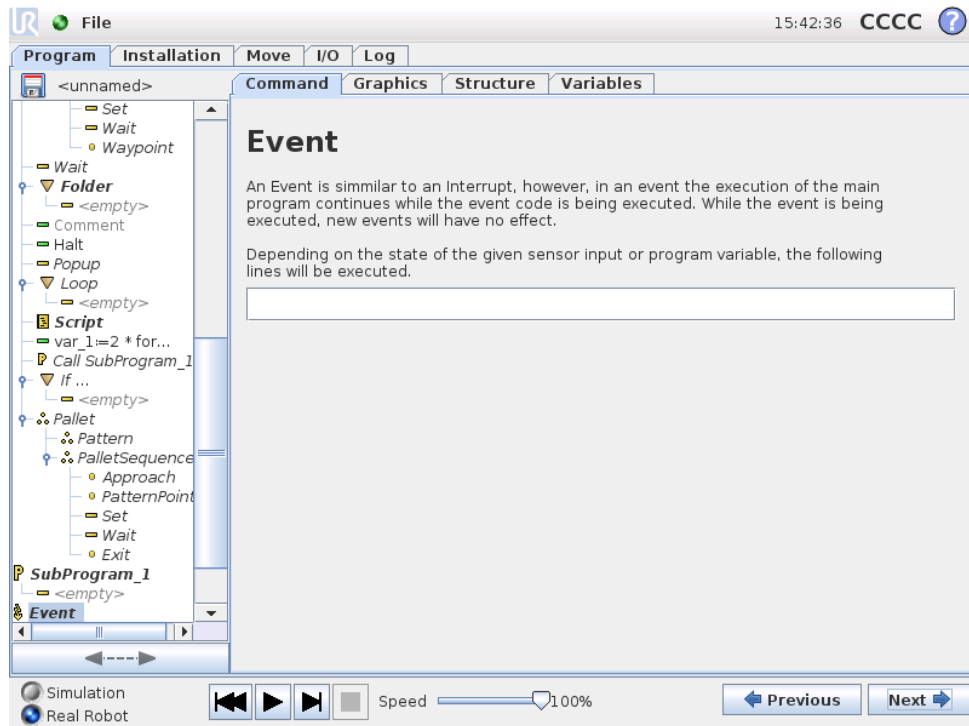 UR File 15:42:36 CCCC ?
Program Installation Move I/O Log
<unnamed>
Command Graphics Structure Variables
Set
Wait
Waypoint
Wait
Folder
<empty>
Comment
Halt
Popup
Loop
<empty>
Script
var_1:=2 * for...
P Call SubProgram_1
If ...
<empty>
Pallet
Pattern
PalletSequence
Approach
PatternPoint
Set
Wait
Exit
P SubProgram_1
<empty>
Event
Event
An Event is simmilar to an Interrupt, however, in an event the execution of the main
program continues while the event code is being executed. While the event is being
executed, new events will have no effect.
Depending on the state of the given sensor input or program variable, the following
lines will be executed.
Simulation
Real Robot
Speed 100%
Previous Next